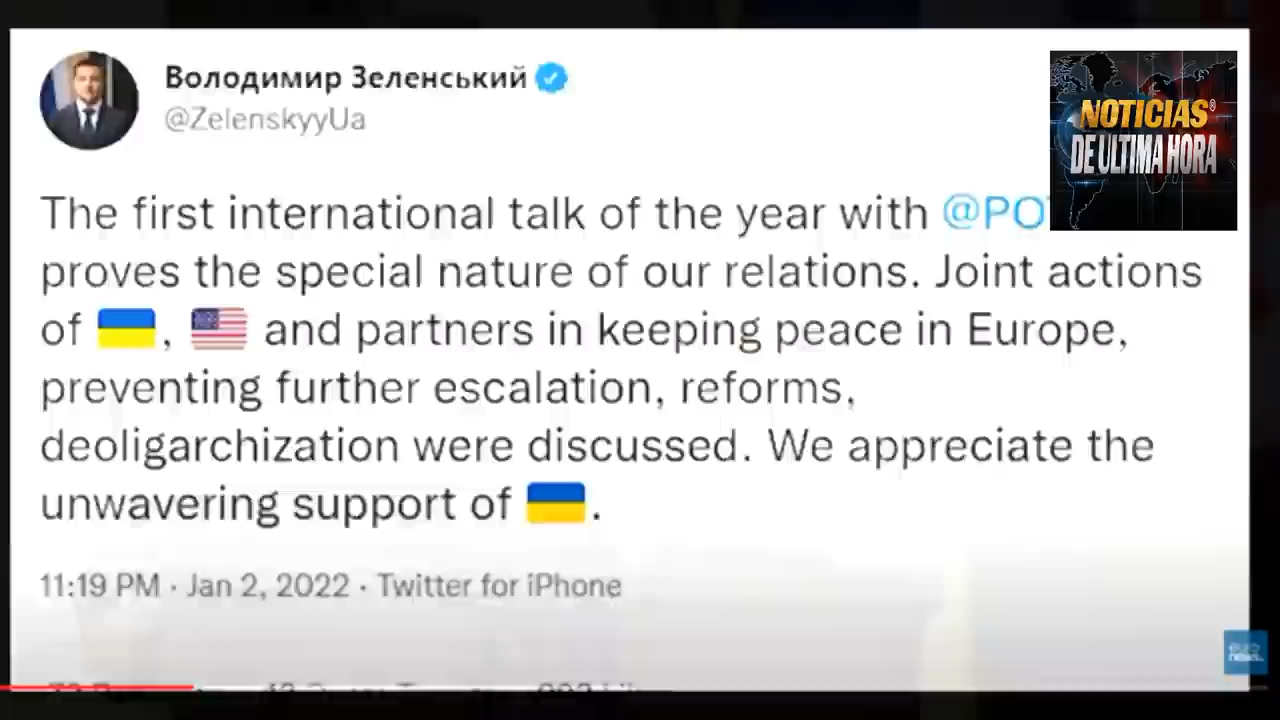 Володимир Зеленський
@ZelenskyyUa
NOTICIAS®
DE ULTIMA HORA
The first international talk of the year with @PO
proves the special nature of our relations. Joint actions
of 🇺🇦, 🇺🇸 and partners in keeping peace in Europe,
preventing further escalation, reforms,
deoligarchization were discussed. We appreciate the
unwavering support of 🇺🇦.
11:19 PM · Jan 2, 2022 · Twitter for iPhone
euro
news.